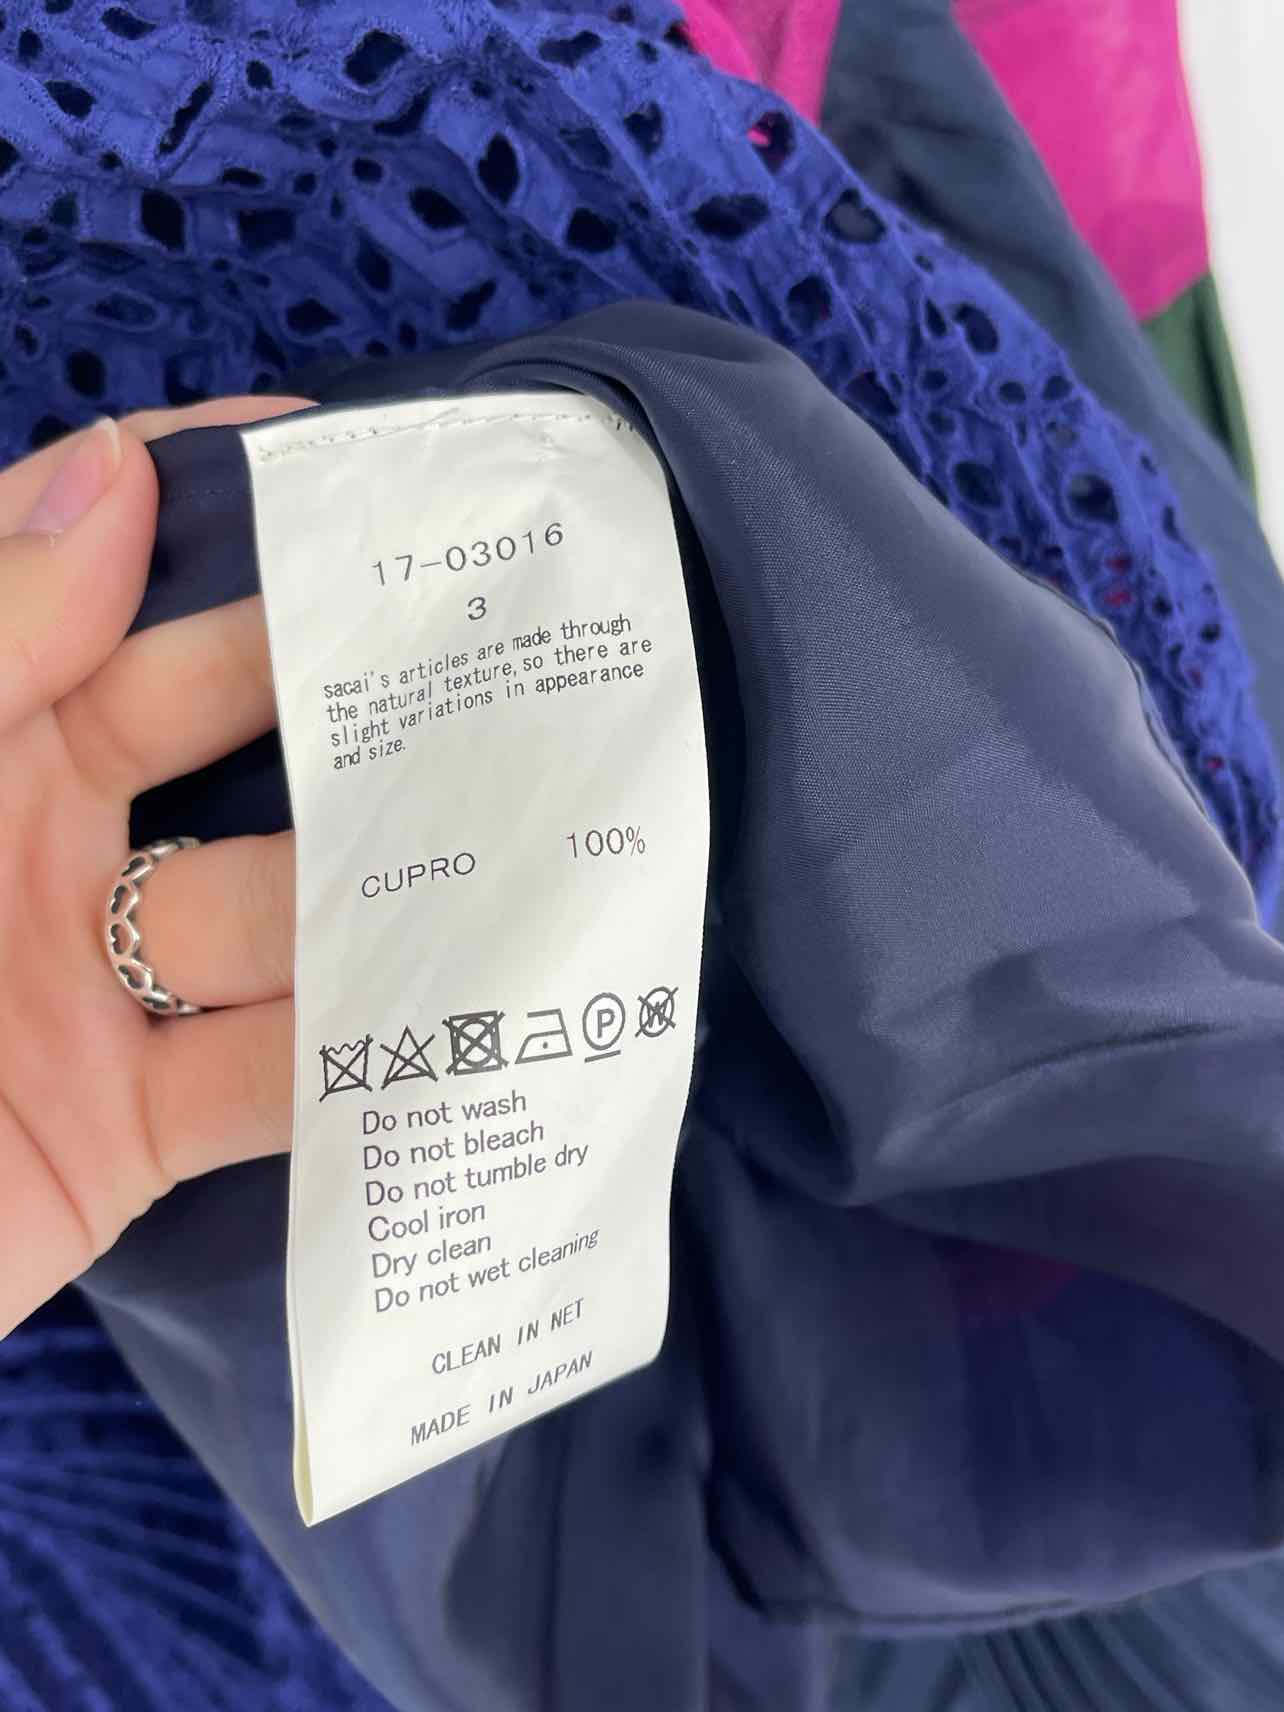 17-03016
3
sacai's articles are made through
the natural texture, so there are
slight variations in appearance
and size.
CUPRO 100%
P W
Do not wash
Do not bleach
Do not tumble dry
Cool iron
Dry clean
Do not wet cleaning
CLEAN IN NET
MADE IN JAPAN